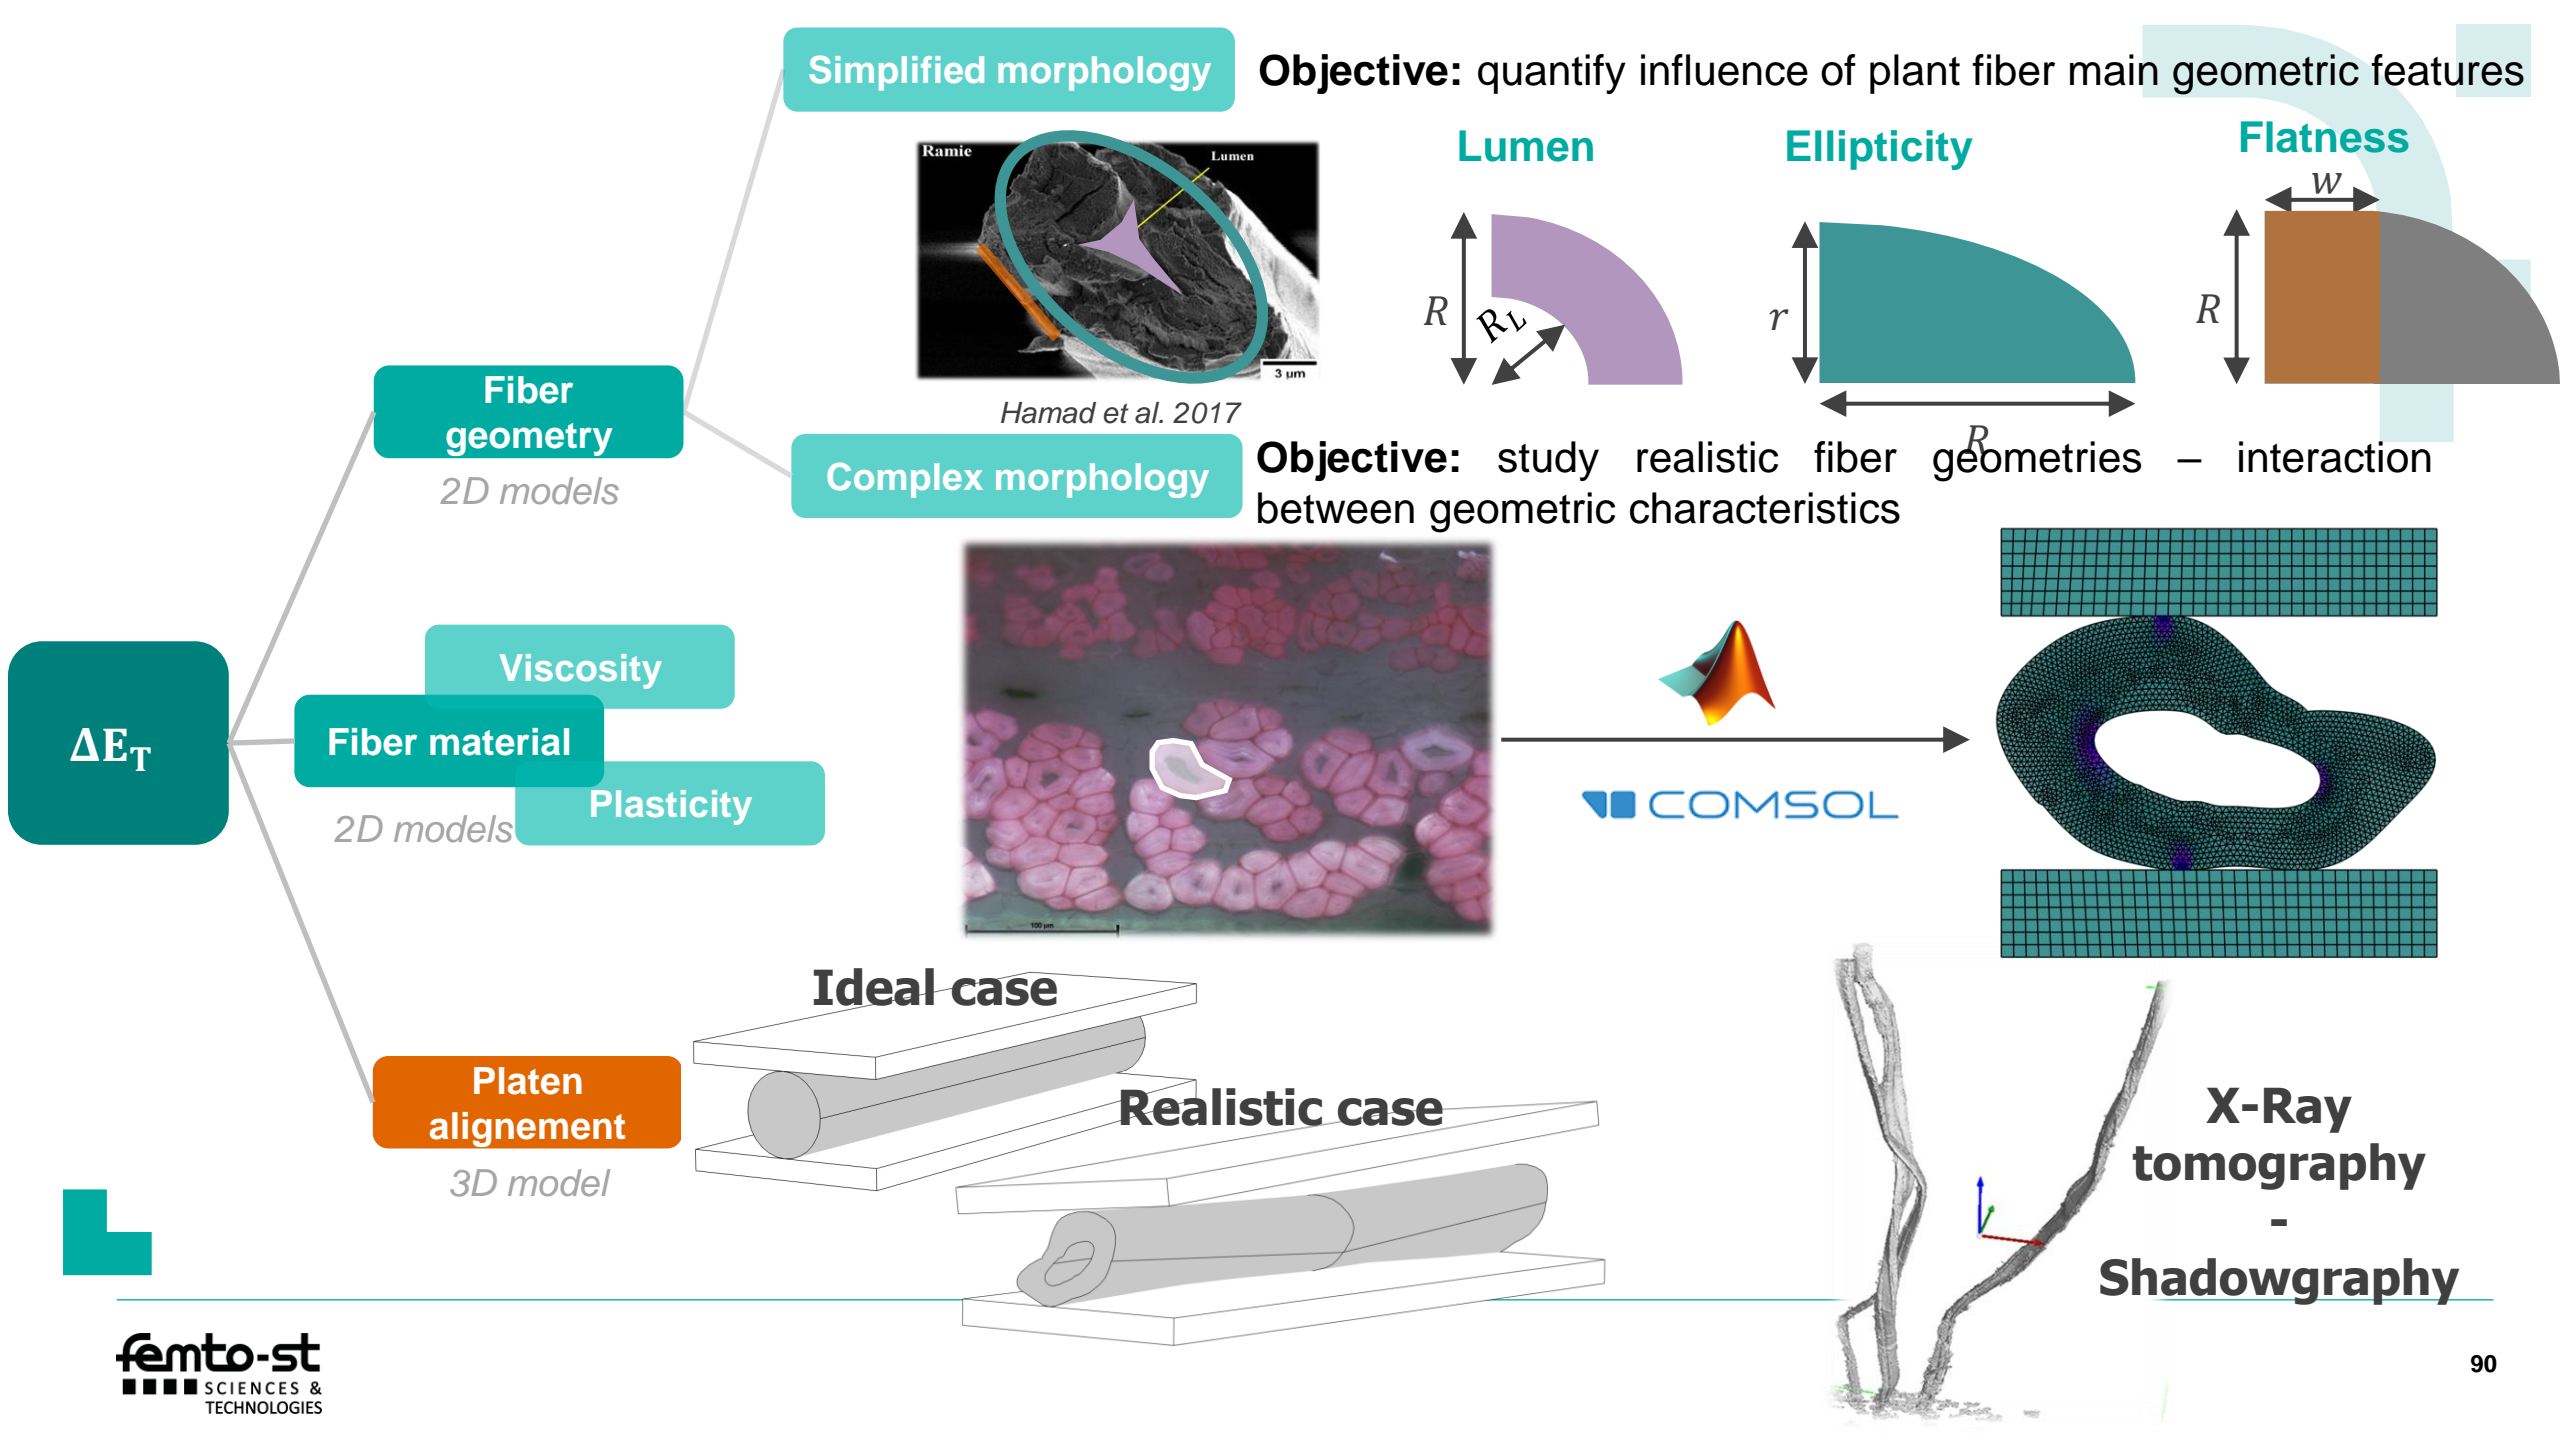 Simplified morphology
Objective: quantify influence of plant fiber main geometric features
Ramie
Lumen
3 µm
Hamad et al. 2017
Lumen
R
R_L
Ellipticity
r
R
Flatness
w
R
Fiber
geometry
2D models
Complex morphology
Objective: study realistic fiber geometries – interaction
between geometric characteristics
100 µm
COMSOL
ΔE_T
Viscosity
Fiber material
Plasticity
2D models
Platen
alignement
3D model
Ideal case
Realistic case
X-Ray
tomography
-
Shadowgraphy
femto-st
SCIENCES &
TECHNOLOGIES
90